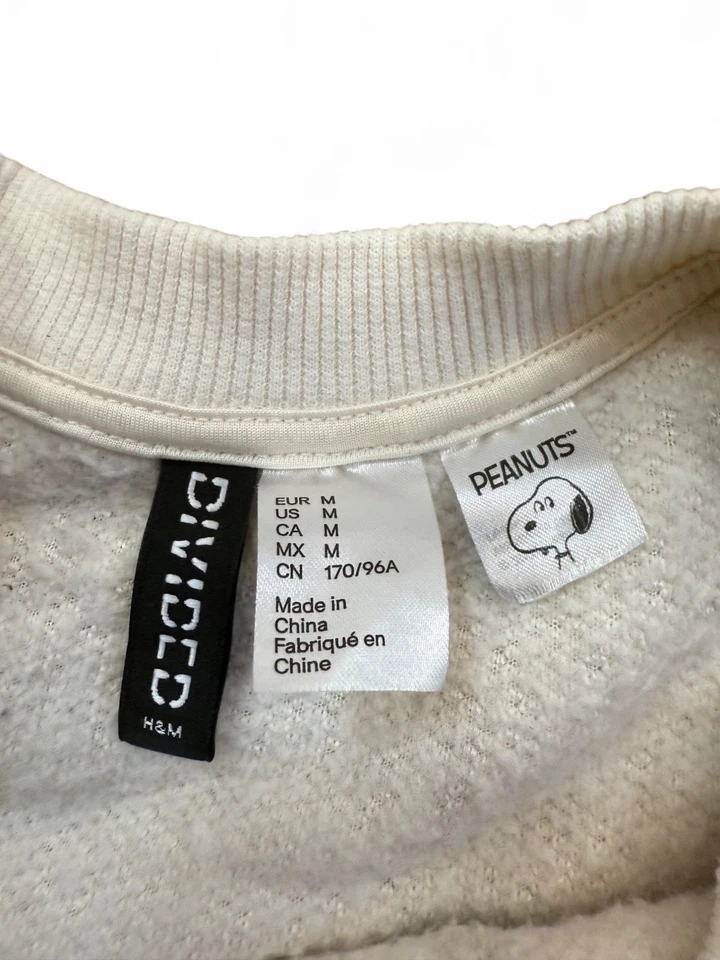 DIVIDED
H&M
EUR M
US M
CA M
MX M
CN 170/96A
Made in
China
Fabriqué en
Chine
PEANUTS™